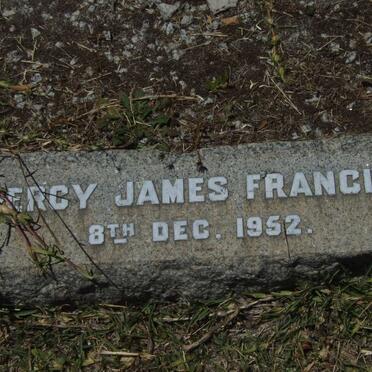 ERCY JAMES FRANCI
8TH DEC. 1952.